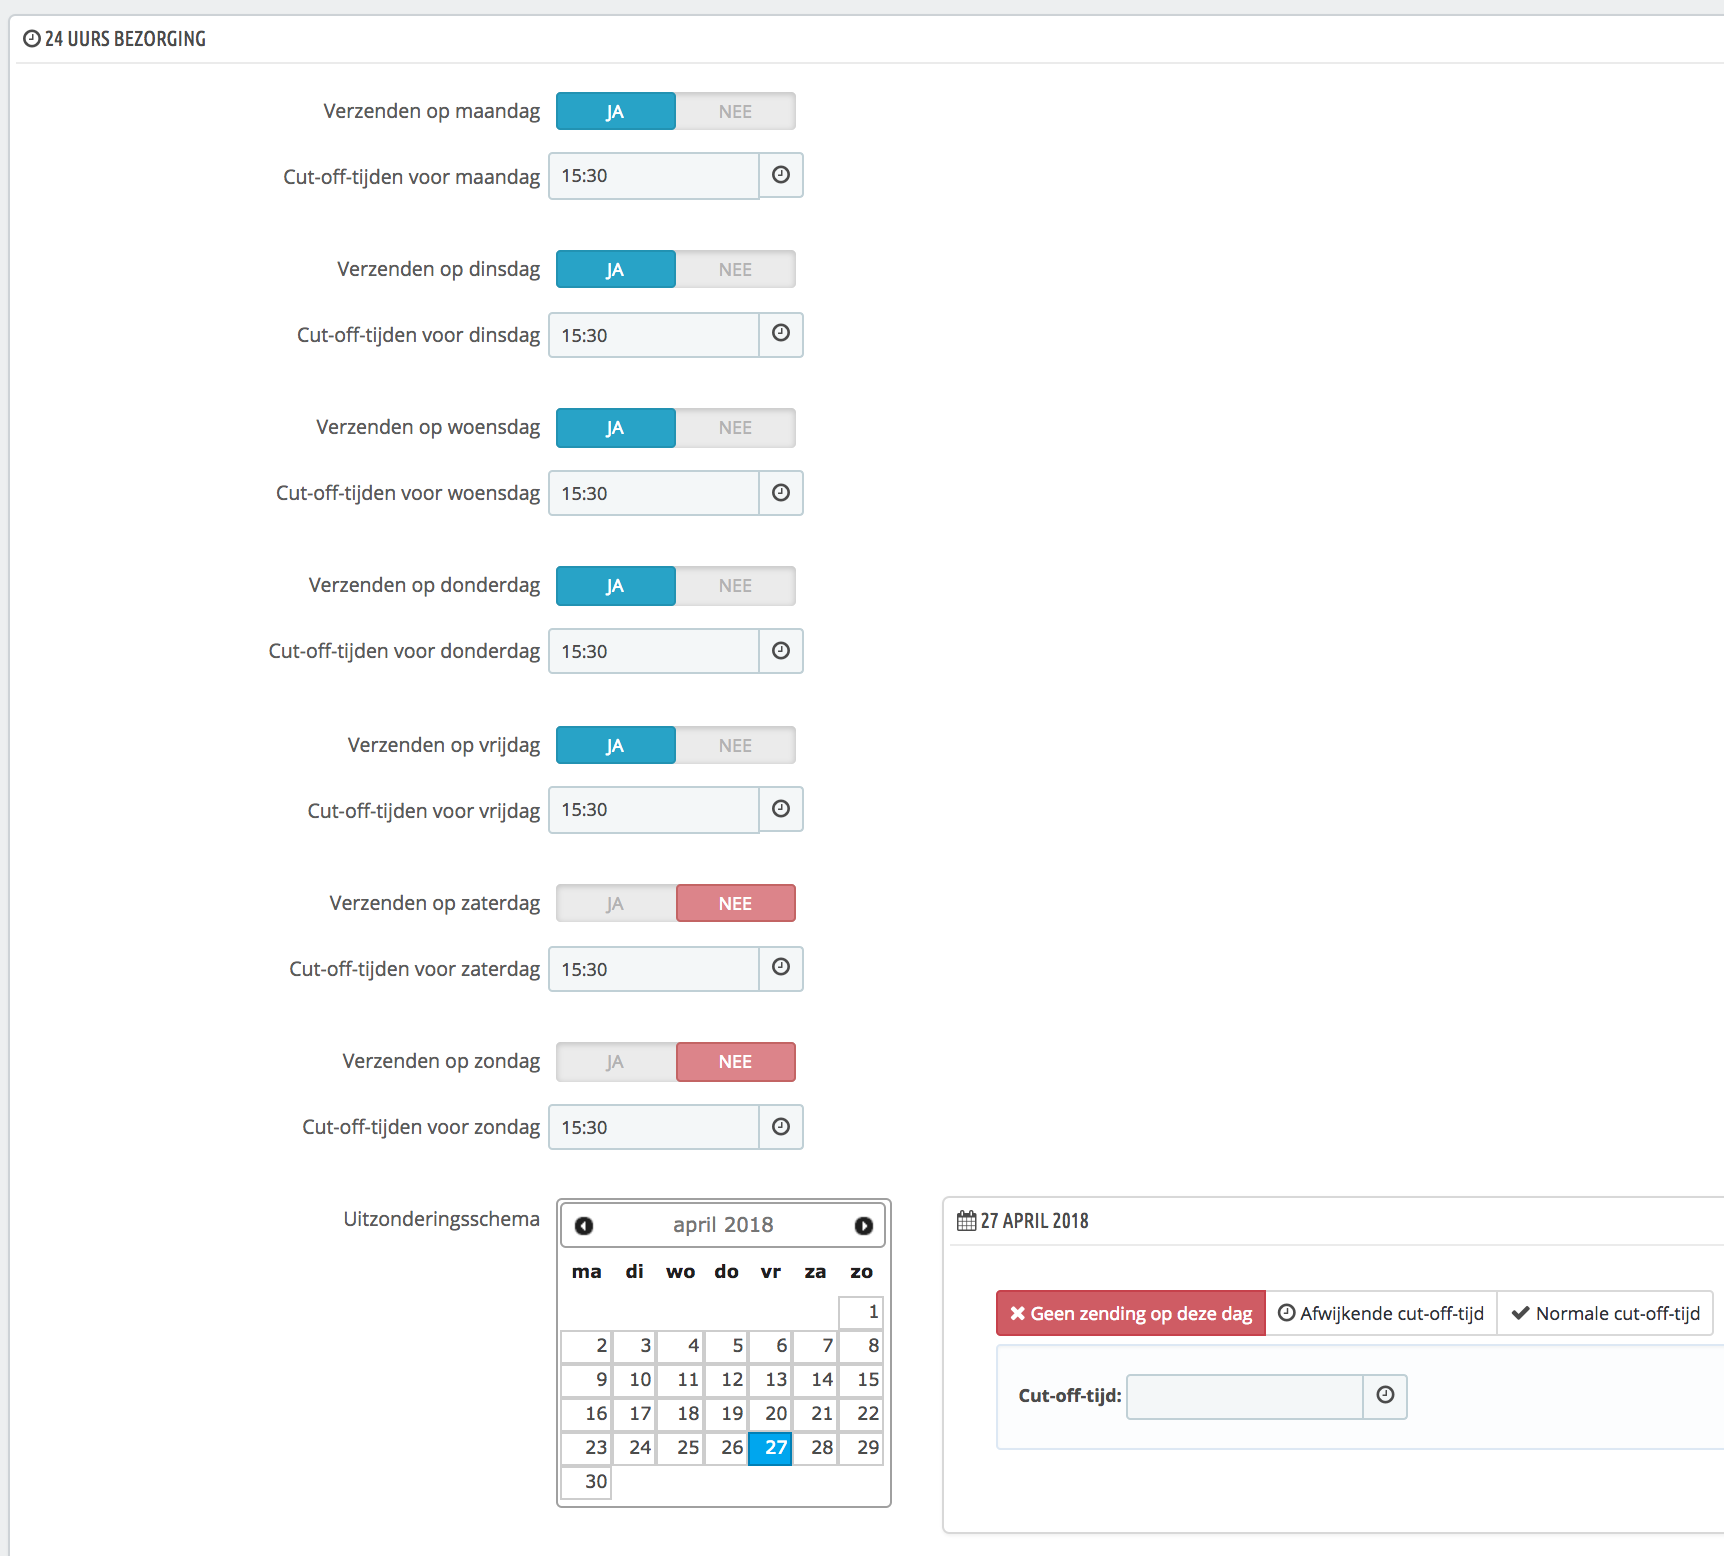 24 UURS BEZORGING
Verzenden op maandag JA NEE
Cut-off-tijden voor maandag 15:30
Verzenden op dinsdag JA NEE
Cut-off-tijden voor dinsdag 15:30
Verzenden op woensdag JA NEE
Cut-off-tijden voor woensdag 15:30
Verzenden op donderdag JA NEE
Cut-off-tijden voor donderdag 15:30
Verzenden op vrijdag JA NEE
Cut-off-tijden voor vrijdag 15:30
Verzenden op zaterdag JA NEE
Cut-off-tijden voor zaterdag 15:30
Verzenden op zondag JA NEE
Cut-off-tijden voor zondag 15:30
Uitzonderingsschema
april 2018
ma di wo do vr za zo
1
2 3 4 5 6 7 8
9 10 11 12 13 14 15
16 17 18 19 20 21 22
23 24 25 26 27 28 29
30
27 APRIL 2018
Geen zending op deze dag Afwijkende cut-off-tijd Normale cut-off-tijd
Cut-off-tijd: